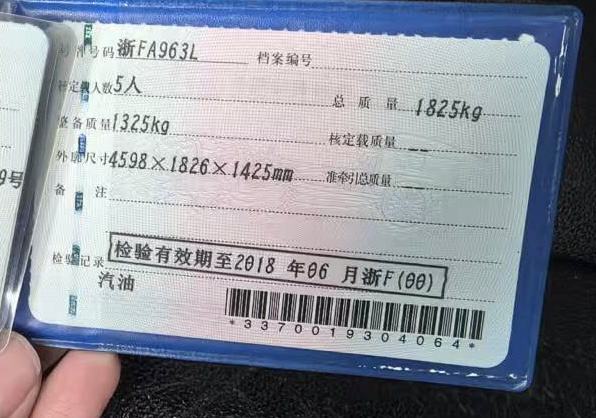 号牌号码 浙FA963L 档案编号
核定载人数 5人 总质量 1825kg
整备质量 1325kg 核定载质量 --
外廓尺寸 4598×1826×1425mm 准牵引总质量 --
备注
检验记录 检验有效期至2018年06月浙F(00)
汽油
*3370019304064*
9号